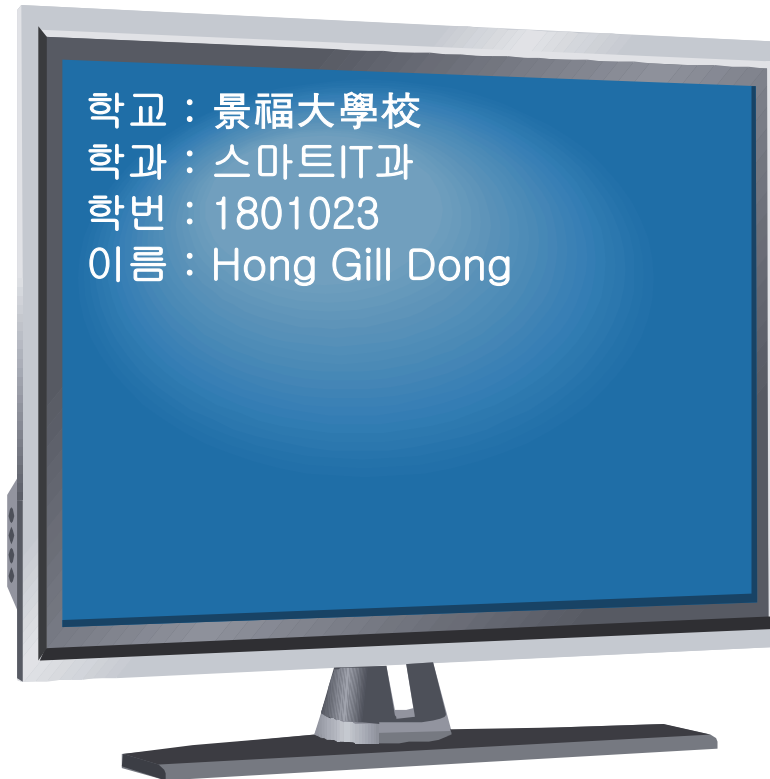 학교 : 景福大學校
학과 : 스마트IT과
학번 : 1801023
이름 : Hong Gill Dong